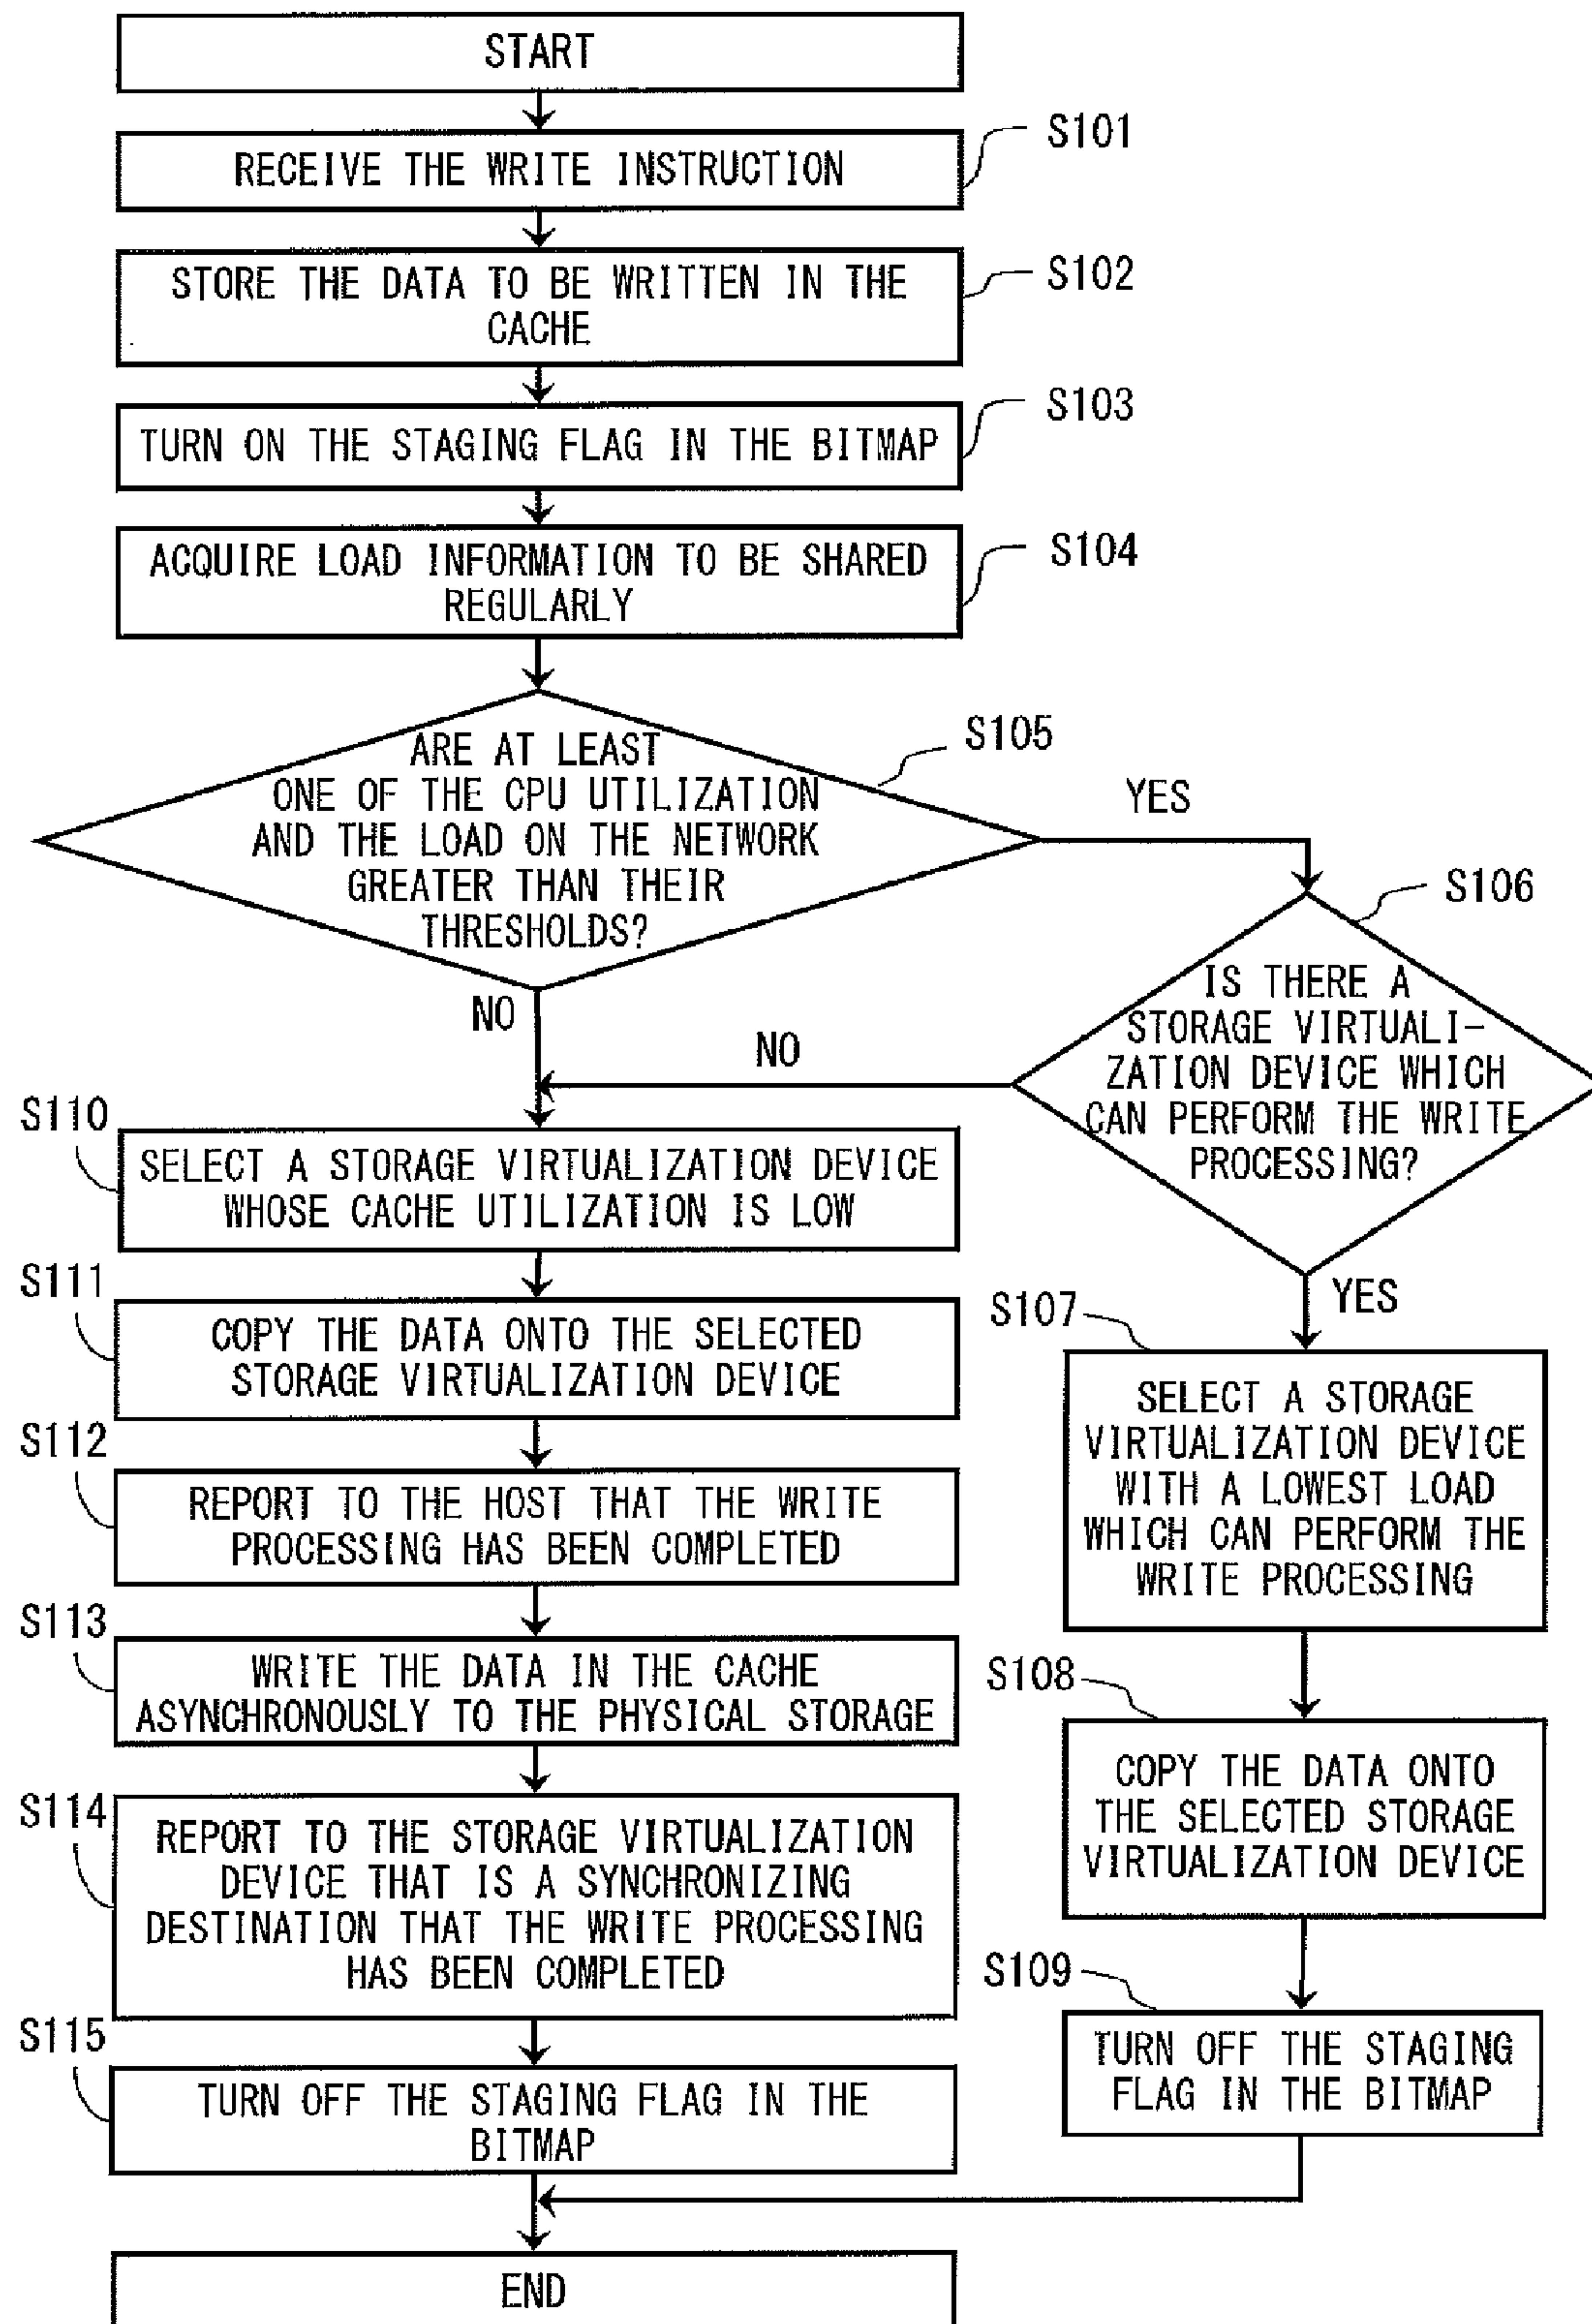 START
RECEIVE THE WRITE INSTRUCTION
S101
STORE THE DATA TO BE WRITTEN IN THE
CACHE
S102
TURN ON THE STAGING FLAG IN THE BITMAP
S103
ACQUIRE LOAD INFORMATION TO BE SHARED
REGULARLY
S104
ARE AT LEAST
ONE OF THE CPU UTILIZATION
AND THE LOAD ON THE NETWORK
GREATER THAN THEIR
THRESHOLDS?
S105
YES
NO
S106
IS THERE A
STORAGE VIRTUALI-
ZATION DEVICE WHICH
CAN PERFORM THE WRITE
PROCESSING?
NO
YES
S110
SELECT A STORAGE VIRTUALIZATION DEVICE
WHOSE CACHE UTILIZATION IS LOW
S111
COPY THE DATA ONTO THE SELECTED
STORAGE VIRTUALIZATION DEVICE
S112
REPORT TO THE HOST THAT THE WRITE
PROCESSING HAS BEEN COMPLETED
S113
WRITE THE DATA IN THE CACHE
ASYNCHRONOUSLY TO THE PHYSICAL STORAGE
S114
REPORT TO THE STORAGE VIRTUALIZATION
DEVICE THAT IS A SYNCHRONIZING
DESTINATION THAT THE WRITE PROCESSING
HAS BEEN COMPLETED
S115
TURN OFF THE STAGING FLAG IN THE
BITMAP
S107
SELECT A STORAGE
VIRTUALIZATION DEVICE
WITH A LOWEST LOAD
WHICH CAN PERFORM THE
WRITE PROCESSING
S108
COPY THE DATA ONTO
THE SELECTED STORAGE
VIRTUALIZATION DEVICE
S109
TURN OFF THE STAGING
FLAG IN THE BITMAP
END